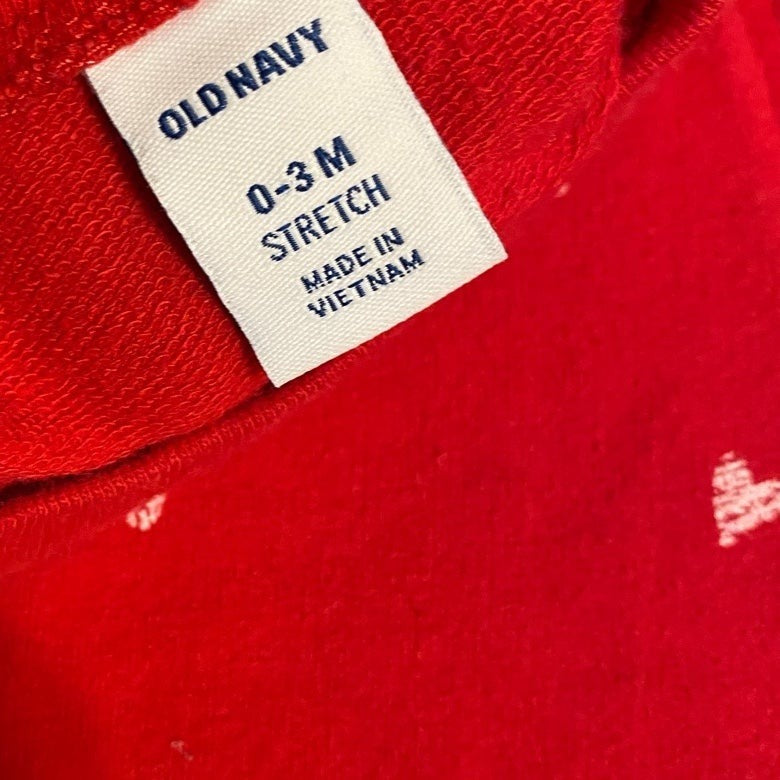 OLD NAVY
0-3 M
STRETCH
MADE IN
VIETNAM